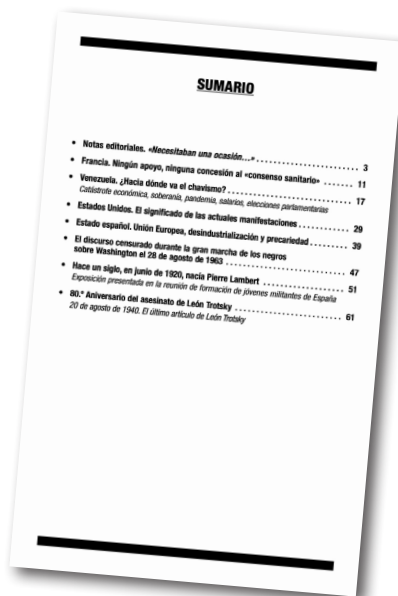 SUMARIO
• Notas editoriales. «Necesitaban una ocasión...» ........................ 3
• Francia. Ningún apoyo, ninguna concesión al «consenso sanitario» ....... 11
• Venezuela. ¿Hacia dónde va el chavismo? ............................. 17
Catástrofe económica, soberanía, pandemia, salarios, elecciones parlamentarias
• Estados Unidos. El significado de las actuales manifestaciones ............. 29
• Estado español. Unión Europea, desindustrialización y precariedad ......... 39
• El discurso censurado durante la gran marcha de los negros
sobre Washington el 28 de agosto de 1963 ............................ 47
• Hace un siglo, en junio de 1920, nacía Pierre Lambert ................... 51
Exposición presentada en la reunión de formación de jóvenes militantes de España
• 80.º Aniversario del asesinato de León Trotsky ......................... 61
20 de agosto de 1940. El último artículo de León Trotsky